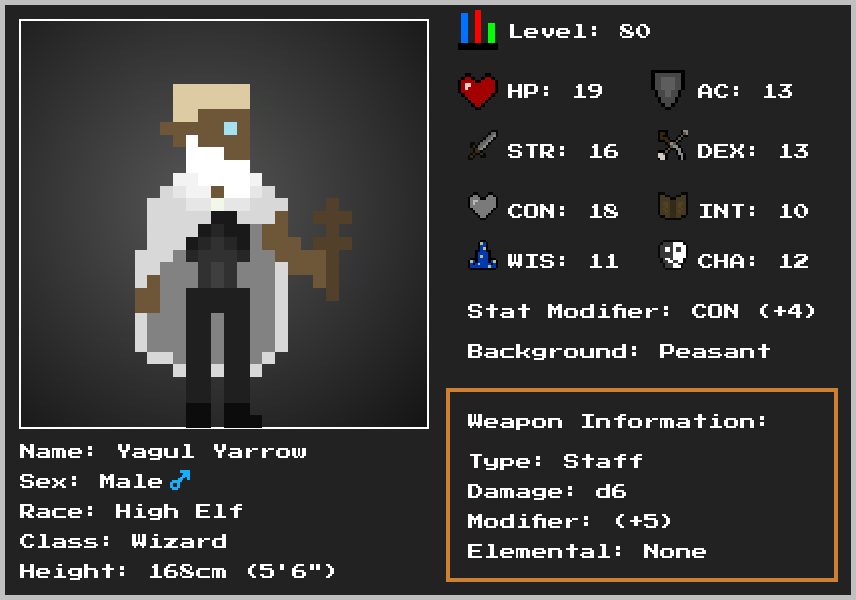 Level: 80
HP: 19
AC: 13
STR: 16
DEX: 13
CON: 18
INT: 10
WIS: 11
CHA: 12
Stat Modifier: CON (+4)
Background: Peasant
Weapon Information:
Type: Staff
Damage: d6
Modifier: (+5)
Elemental: None
Name: Yagul Yarrow
Sex: Male ♂
Race: High Elf
Class: Wizard
Height: 168cm (5'6")